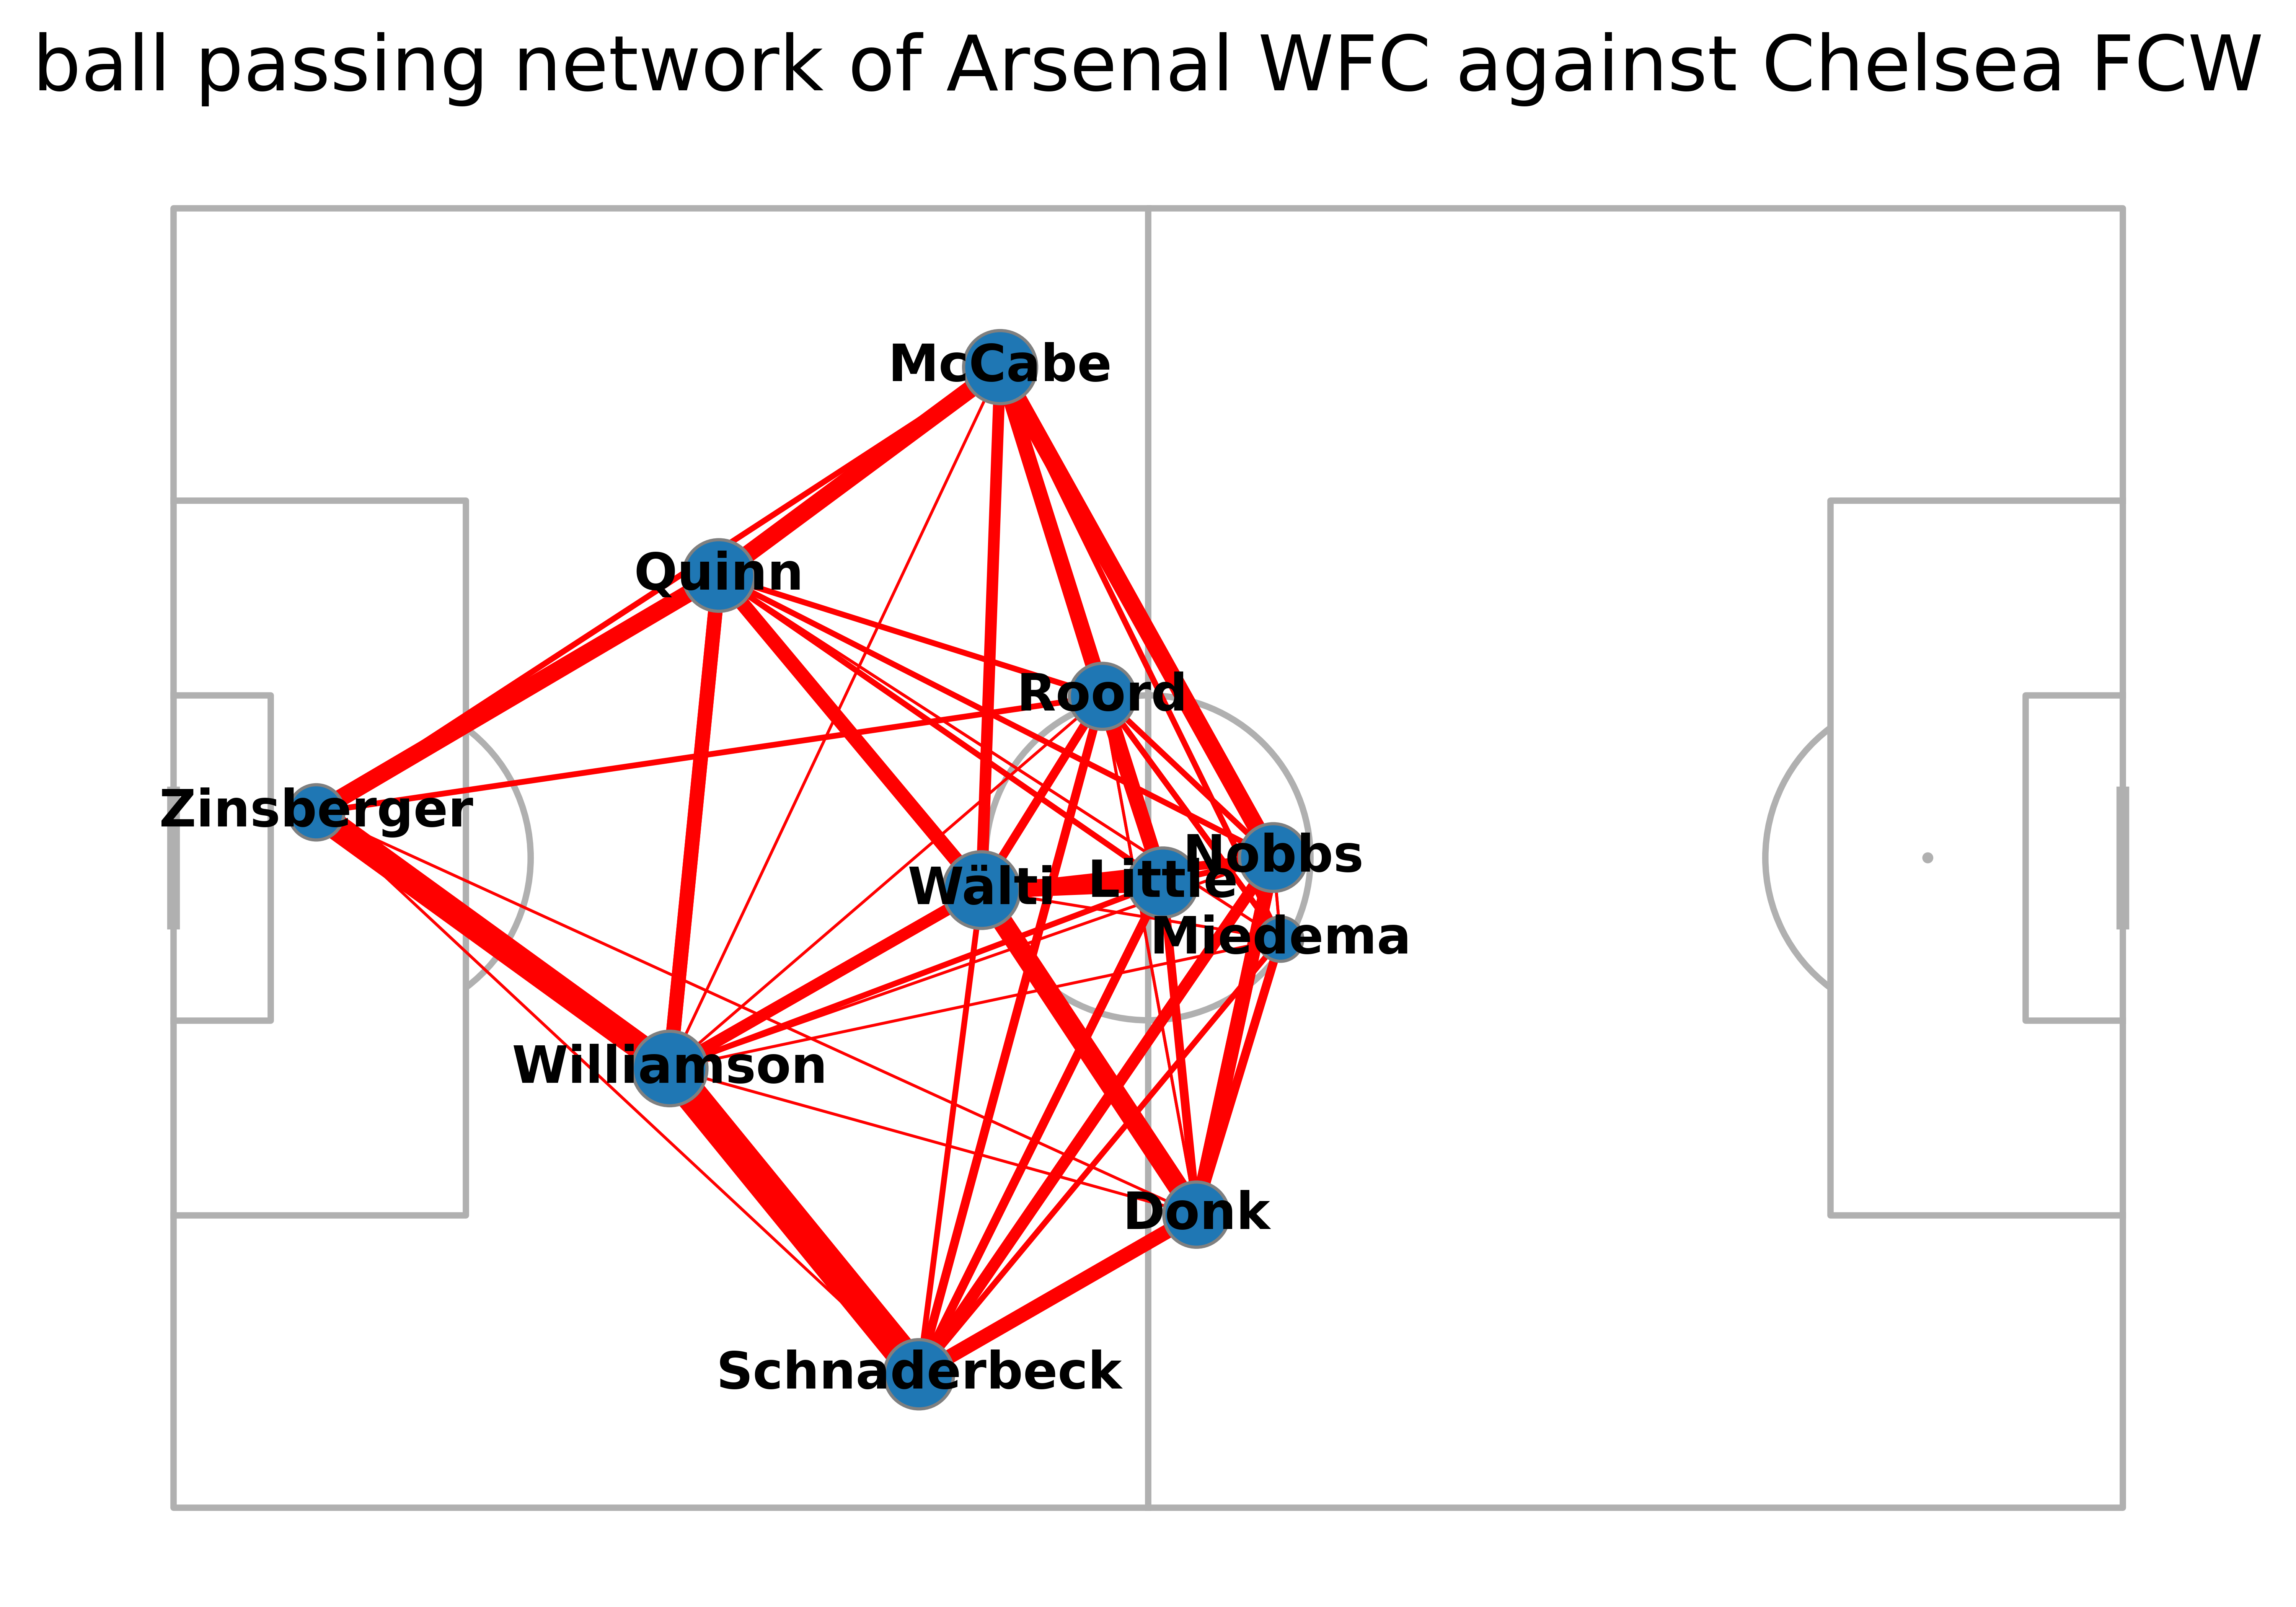 ball passing network of Arsenal WFC against Chelsea FCW
McCabe
Quinn
Roord
Zinsberger
Nobbs
Wälti
Little
Miedema
Williamson
Donk
Schnaderbeck